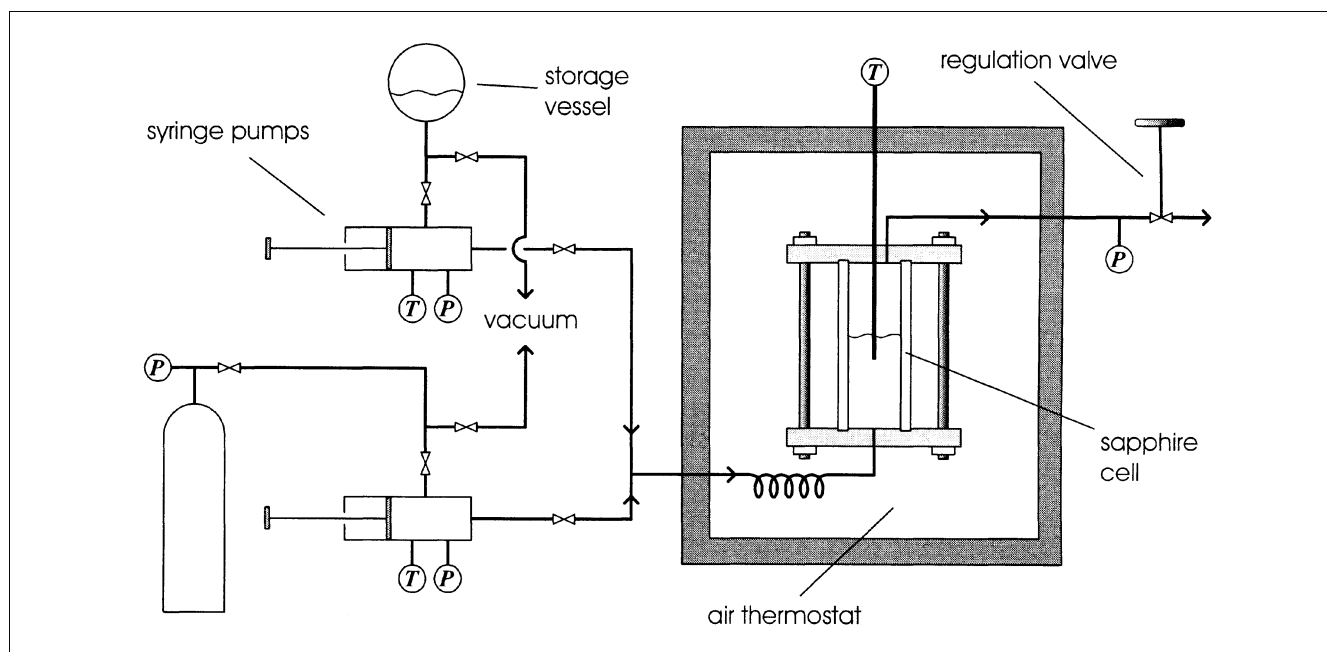 storage
vessel
syringe pumps
T
regulation valve
T P
vacuum
P
P
sapphire
cell
T P
air thermostat